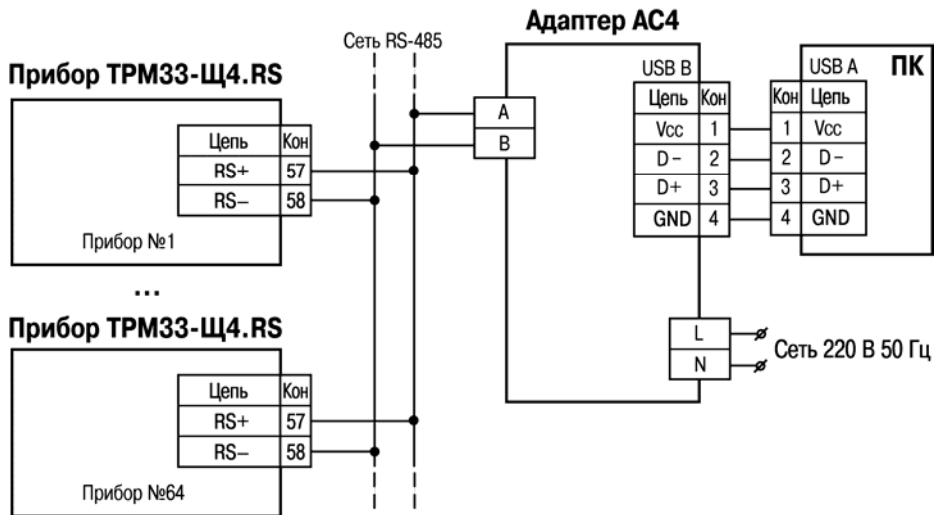 Адаптер АС4
Сеть RS-485
Прибор ТРМ33-Щ4.RS
Цепь Кон
RS+ 57
RS– 58
Прибор №1
...
Прибор ТРМ33-Щ4.RS
Цепь Кон
RS+ 57
RS– 58
Прибор №64
A
B
USB B
Цепь Кон
Vcc 1
D- 2
D+ 3
GND 4
L
N
Сеть 220 В 50 Гц
ПК
USB A
Кон Цепь
1 Vcc
2 D-
3 D+
4 GND